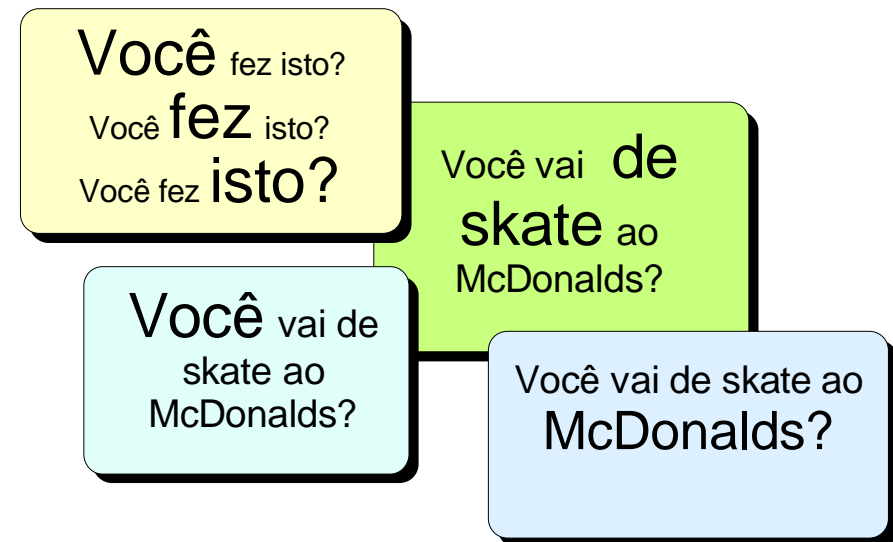 Você fez isto?
Você fez isto?
Você fez isto?
Você vai de
skate ao
McDonalds?
Você vai de
skate ao
McDonalds?
Você vai de skate ao
McDonalds?